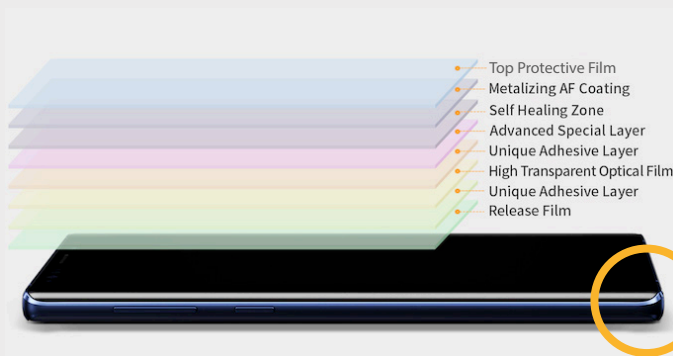 Top Protective Film
Metalizing AF Coating
Self Healing Zone
Advanced Special Layer
Unique Adhesive Layer
High Transparent Optical Film
Unique Adhesive Layer
Release Film